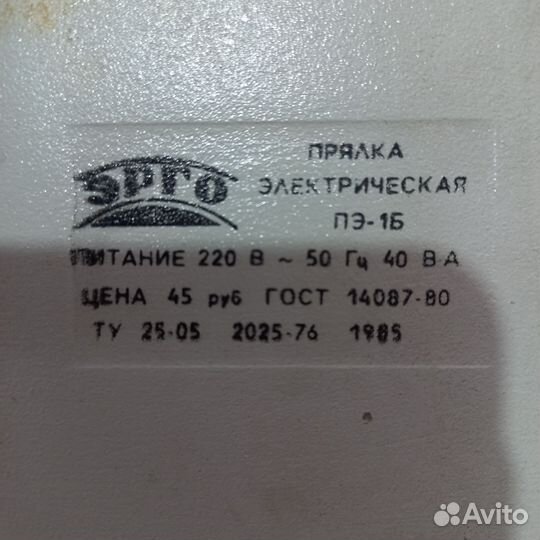 ЭРГО
ПРЯЛКА
ЭЛЕКТРИЧЕСКАЯ
ПЭ-1Б
ПИТАНИЕ 220 В ~ 50 Гц 40 В·А
ЦЕНА 45 руб ГОСТ 14087-80
ТУ 25-05 2025-76 1985
Avito